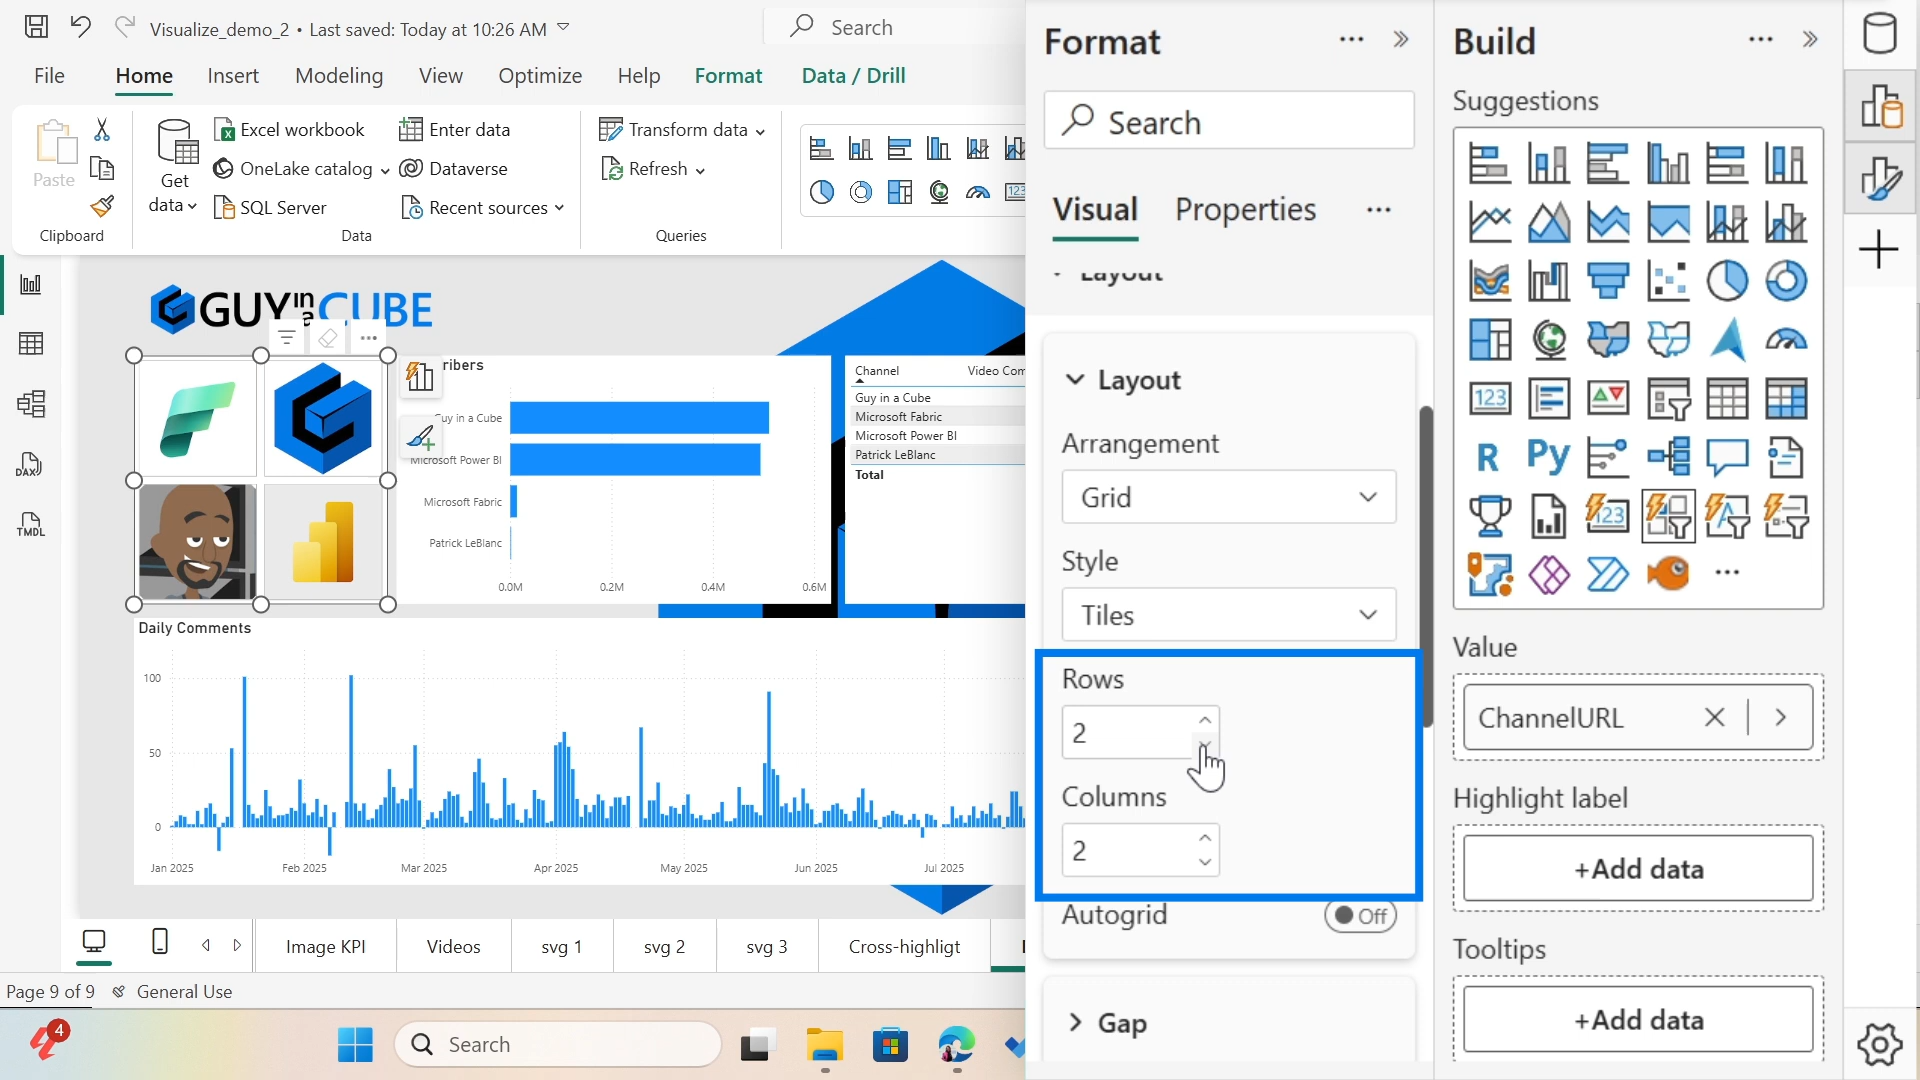 Visualize_demo_2 • Last saved: Today at 10:26 AM
Search
File
Home
Insert
Modeling
View
Optimize
Help
Format
Data / Drill
Paste
Clipboard
Get
data
Excel workbook
OneLake catalog
SQL Server
Enter data
Dataverse
Recent sources
Data
Transform data
Refresh
Queries
123
DAX
TMDL
GUY in a CUBE
ribers
Guy in a Cube
Microsoft Power BI
Microsoft Fabric
Patrick LeBlanc
0.0M
0.2M
0.4M
0.6M
Channel
Video Com
Guy in a Cube
Microsoft Fabric
Microsoft Power BI
Patrick LeBlanc
Total
Daily Comments
100
50
0
Jan 2025
Feb 2025
Mar 2025
Apr 2025
May 2025
Jun 2025
Jul 2025
Image KPI
Videos
svg 1
svg 2
svg 3
Cross-highligt
Page 9 of 9
General Use
4
Search
Format
Search
Visual
Properties
Layout
Layout
Arrangement
Grid
Style
Tiles
Rows
2
Columns
2
Autogrid
Off
Gap
Build
Suggestions
123
R
Py
123
Value
ChannelURL
Highlight label
+Add data
Tooltips
+Add data